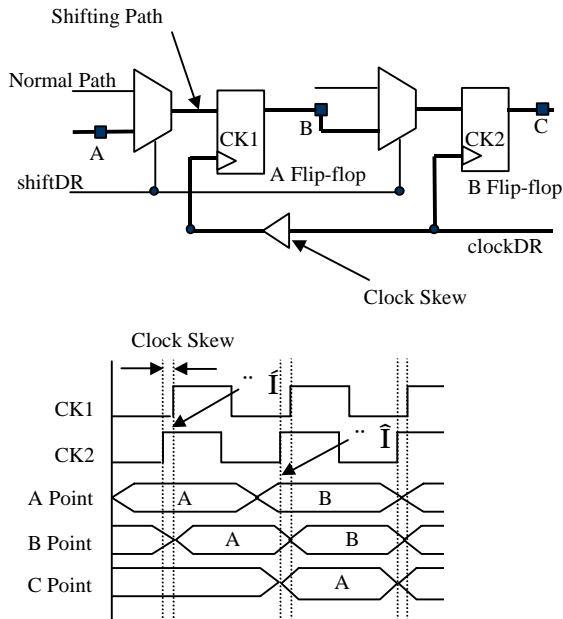 Shifting Path
Normal Path
A
CK1
B
CK2
C
shiftDR
A Flip-flop
B Flip-flop
clockDR
Clock Skew
Clock Skew
¨ Í
CK1
¨ Î
CK2
A Point
A
B
B Point
A
B
C Point
A